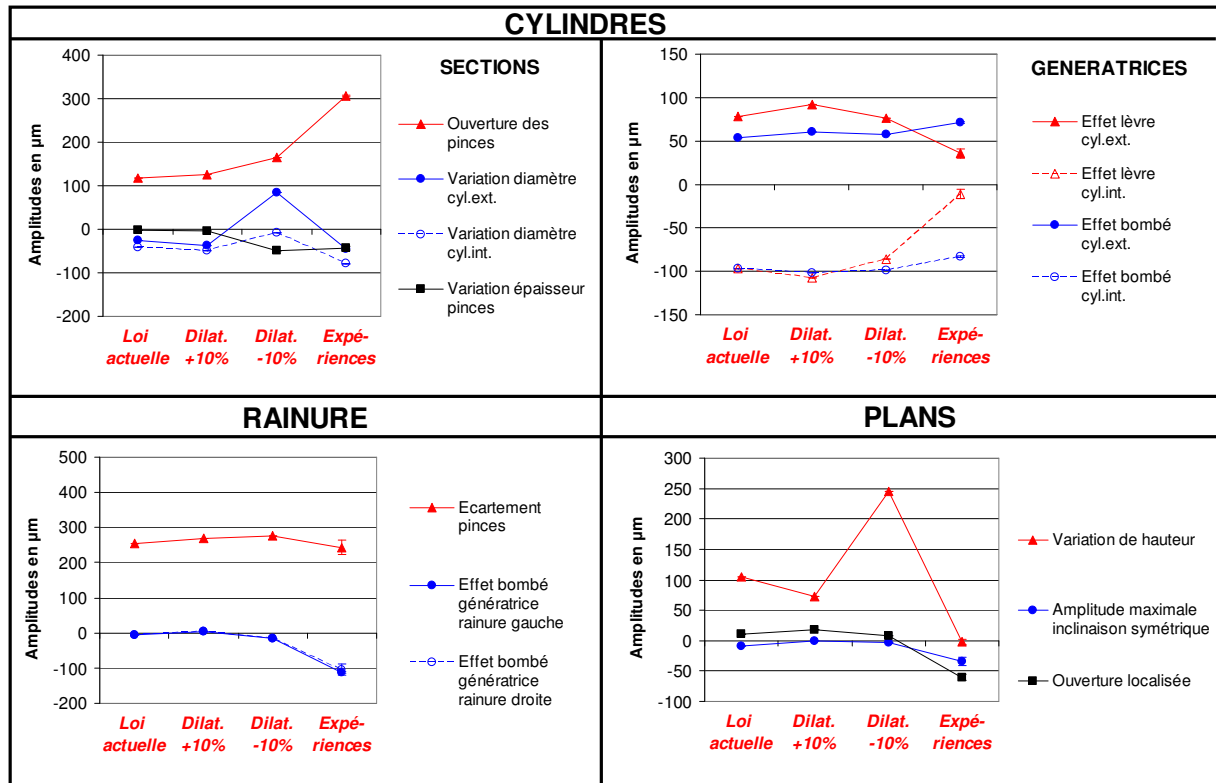 CYLINDRES
SECTIONS
Amplitudes en µm
400
300
200
100
0
-100
-200
Loi
actuelle
Dilat.
+10%
Dilat.
-10%
Expé-
riences
Ouverture des
pinces
Variation diamètre
cyl.ext.
Variation diamètre
cyl.int.
Variation épaisseur
pinces
GENERATRICES
Amplitudes en µm
150
100
50
0
-50
-100
-150
Loi
actuelle
Dilat.
+10%
Dilat.
-10%
Expé-
riences
Effet lèvre
cyl.ext.
Effet lèvre
cyl.int.
Effet bombé
cyl.ext.
Effet bombé
cyl.int.
RAINURE
Amplitudes en µm
500
400
300
200
100
0
-100
-200
Loi
actuelle
Dilat.
+10%
Dilat.
-10%
Expé-
riences
Ecartement
pinces
Effet bombé
génératrice
rainure gauche
Effet bombé
génératrice
rainure droite
PLANS
Amplitudes en µm
300
250
200
150
100
50
0
-50
-100
Loi
actuelle
Dilat.
+10%
Dilat.
-10%
Expé-
riences
Variation de hauteur
Amplitude maximale
inclinaison symétrique
Ouverture localisée